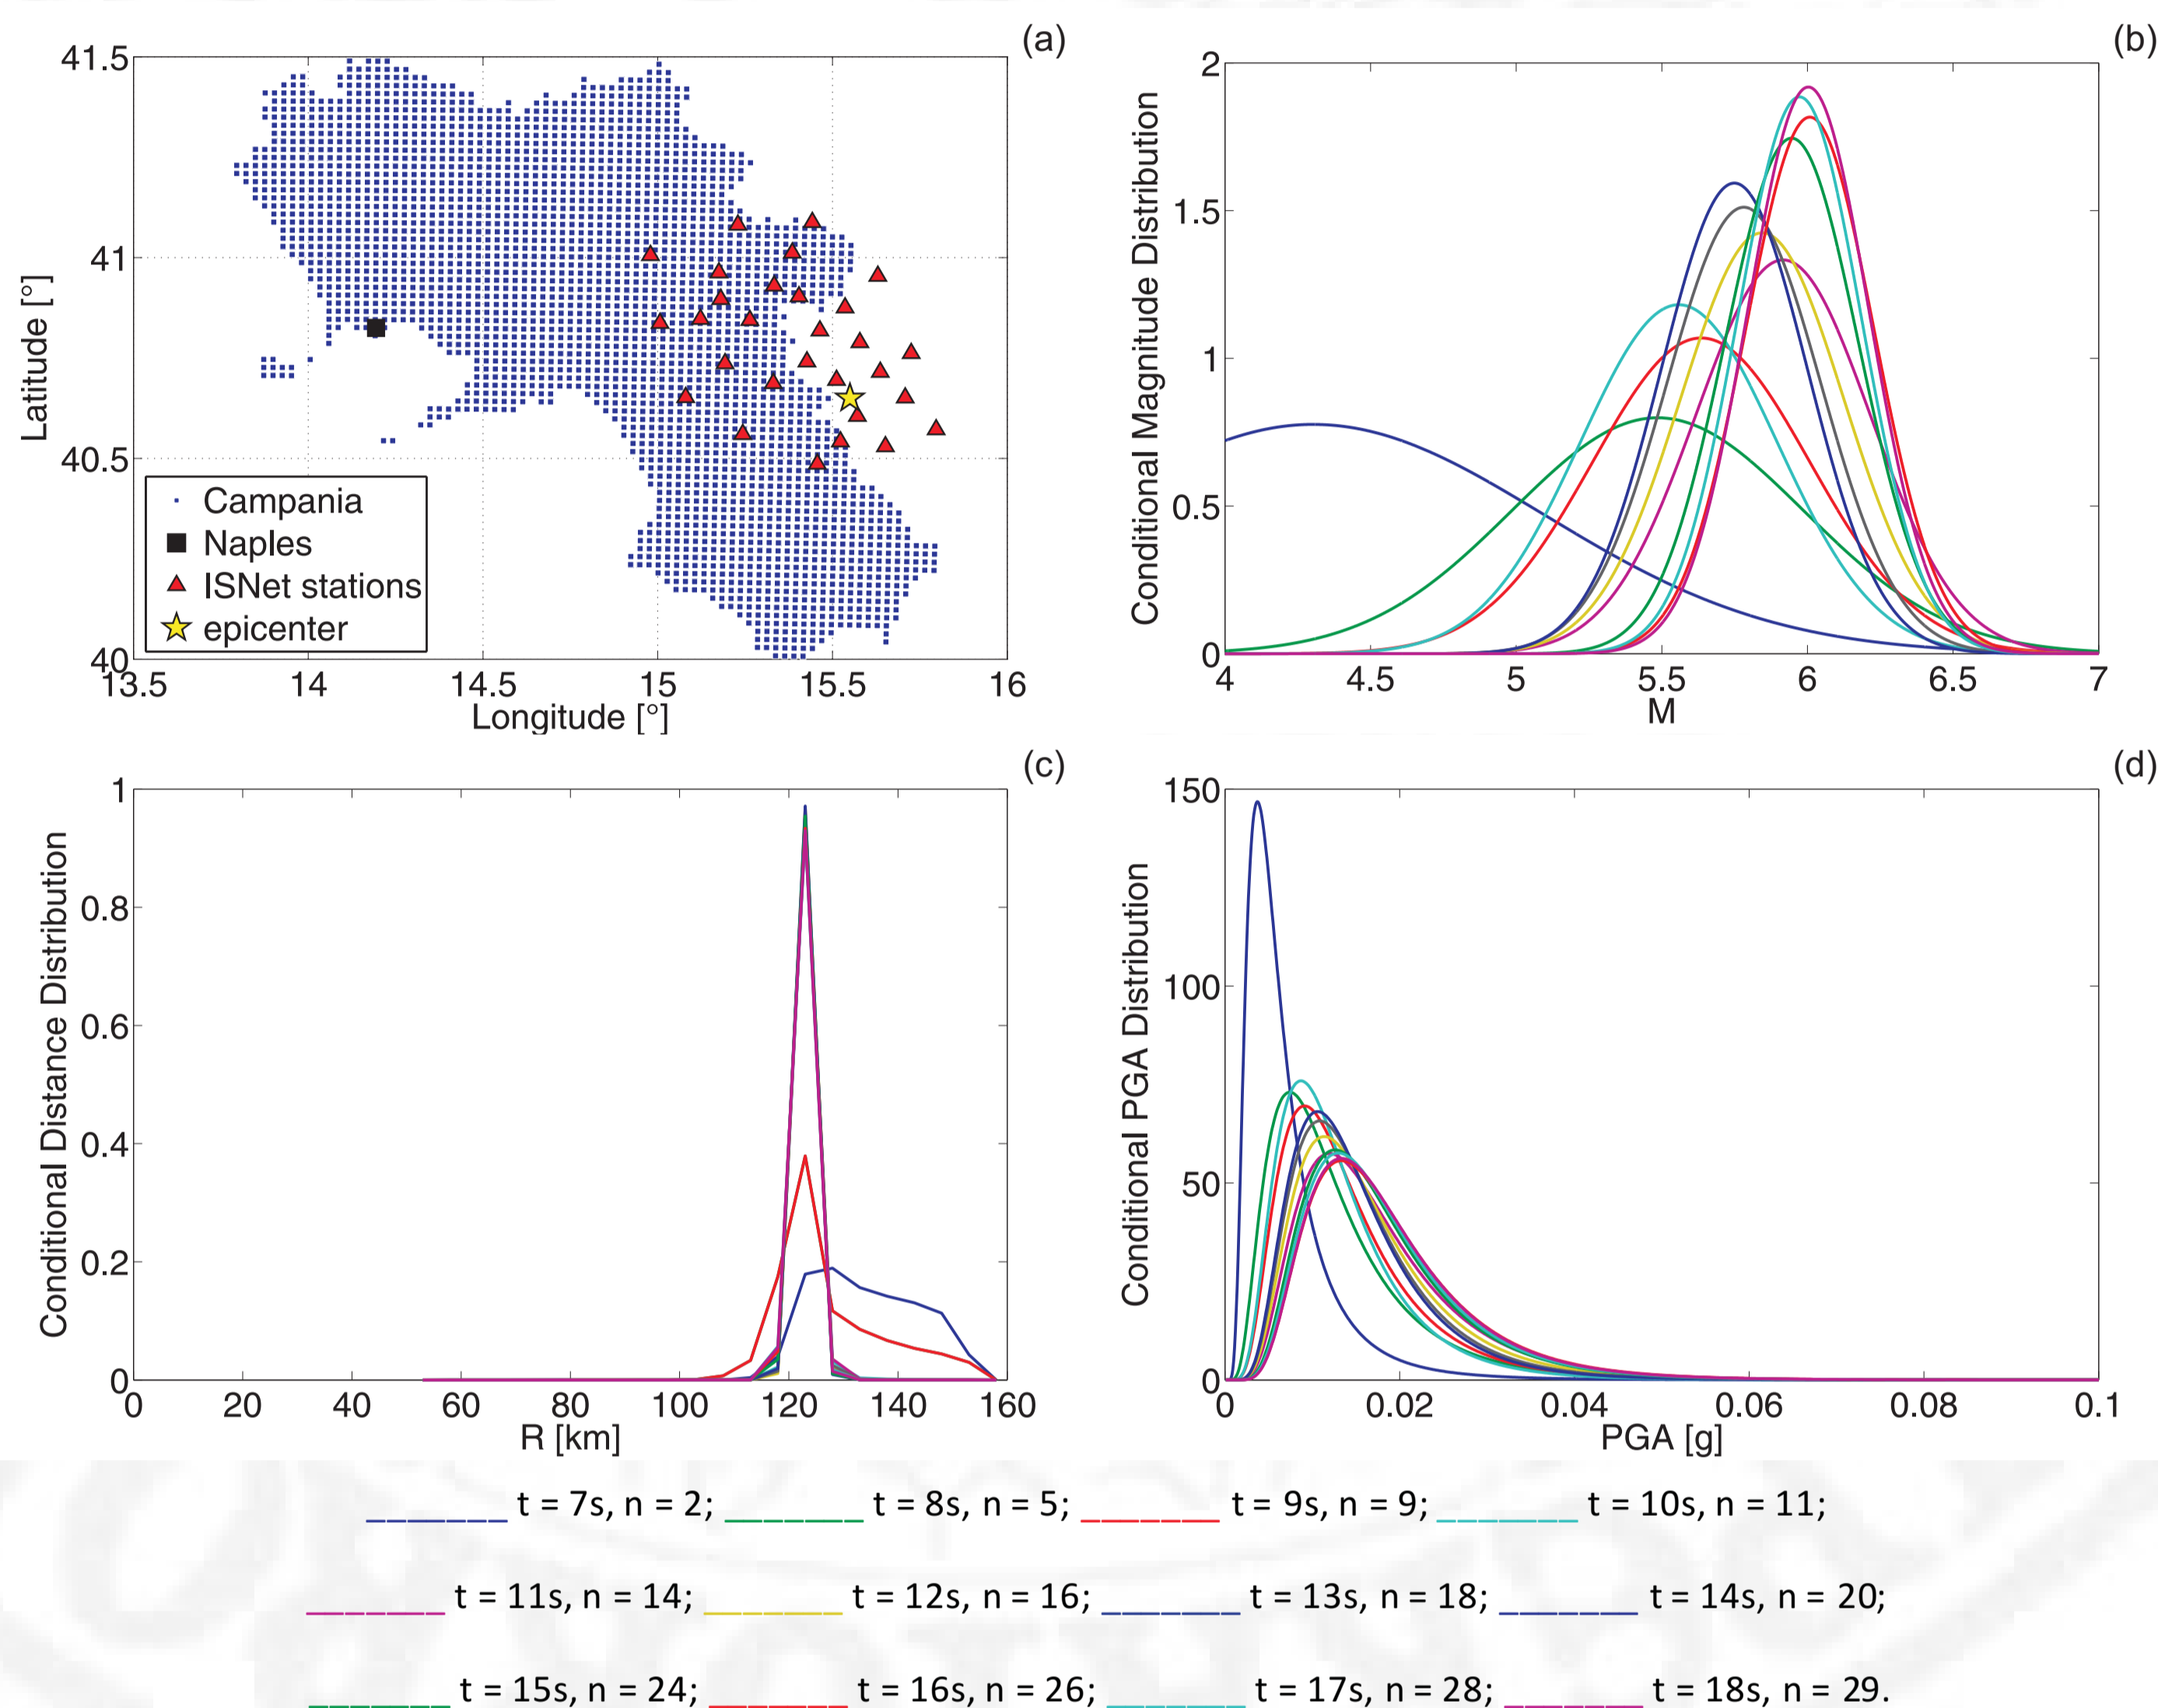 (a)
41.5
41
40.5
40
Latitude [°]
Campania
Naples
ISNet stations
epicenter
13.5 14 14.5 15 15.5 16
Longitude [°]
(b)
2
1.5
1
0.5
0
Conditional Magnitude Distribution
4 4.5 5 5.5 6 6.5 7
M
(c)
1
0.8
0.6
0.4
0.2
0
Conditional Distance Distribution
0 20 40 60 80 100 120 140 160
R [km]
(d)
150
100
50
0
Conditional PGA Distribution
0 0.02 0.04 0.06 0.08 0.1
PGA [g]
t = 7s, n = 2; t = 8s, n = 5; t = 9s, n = 9; t = 10s, n = 11;
t = 11s, n = 14; t = 12s, n = 16; t = 13s, n = 18; t = 14s, n = 20;
t = 15s, n = 24; t = 16s, n = 26; t = 17s, n = 28; t = 18s, n = 29.